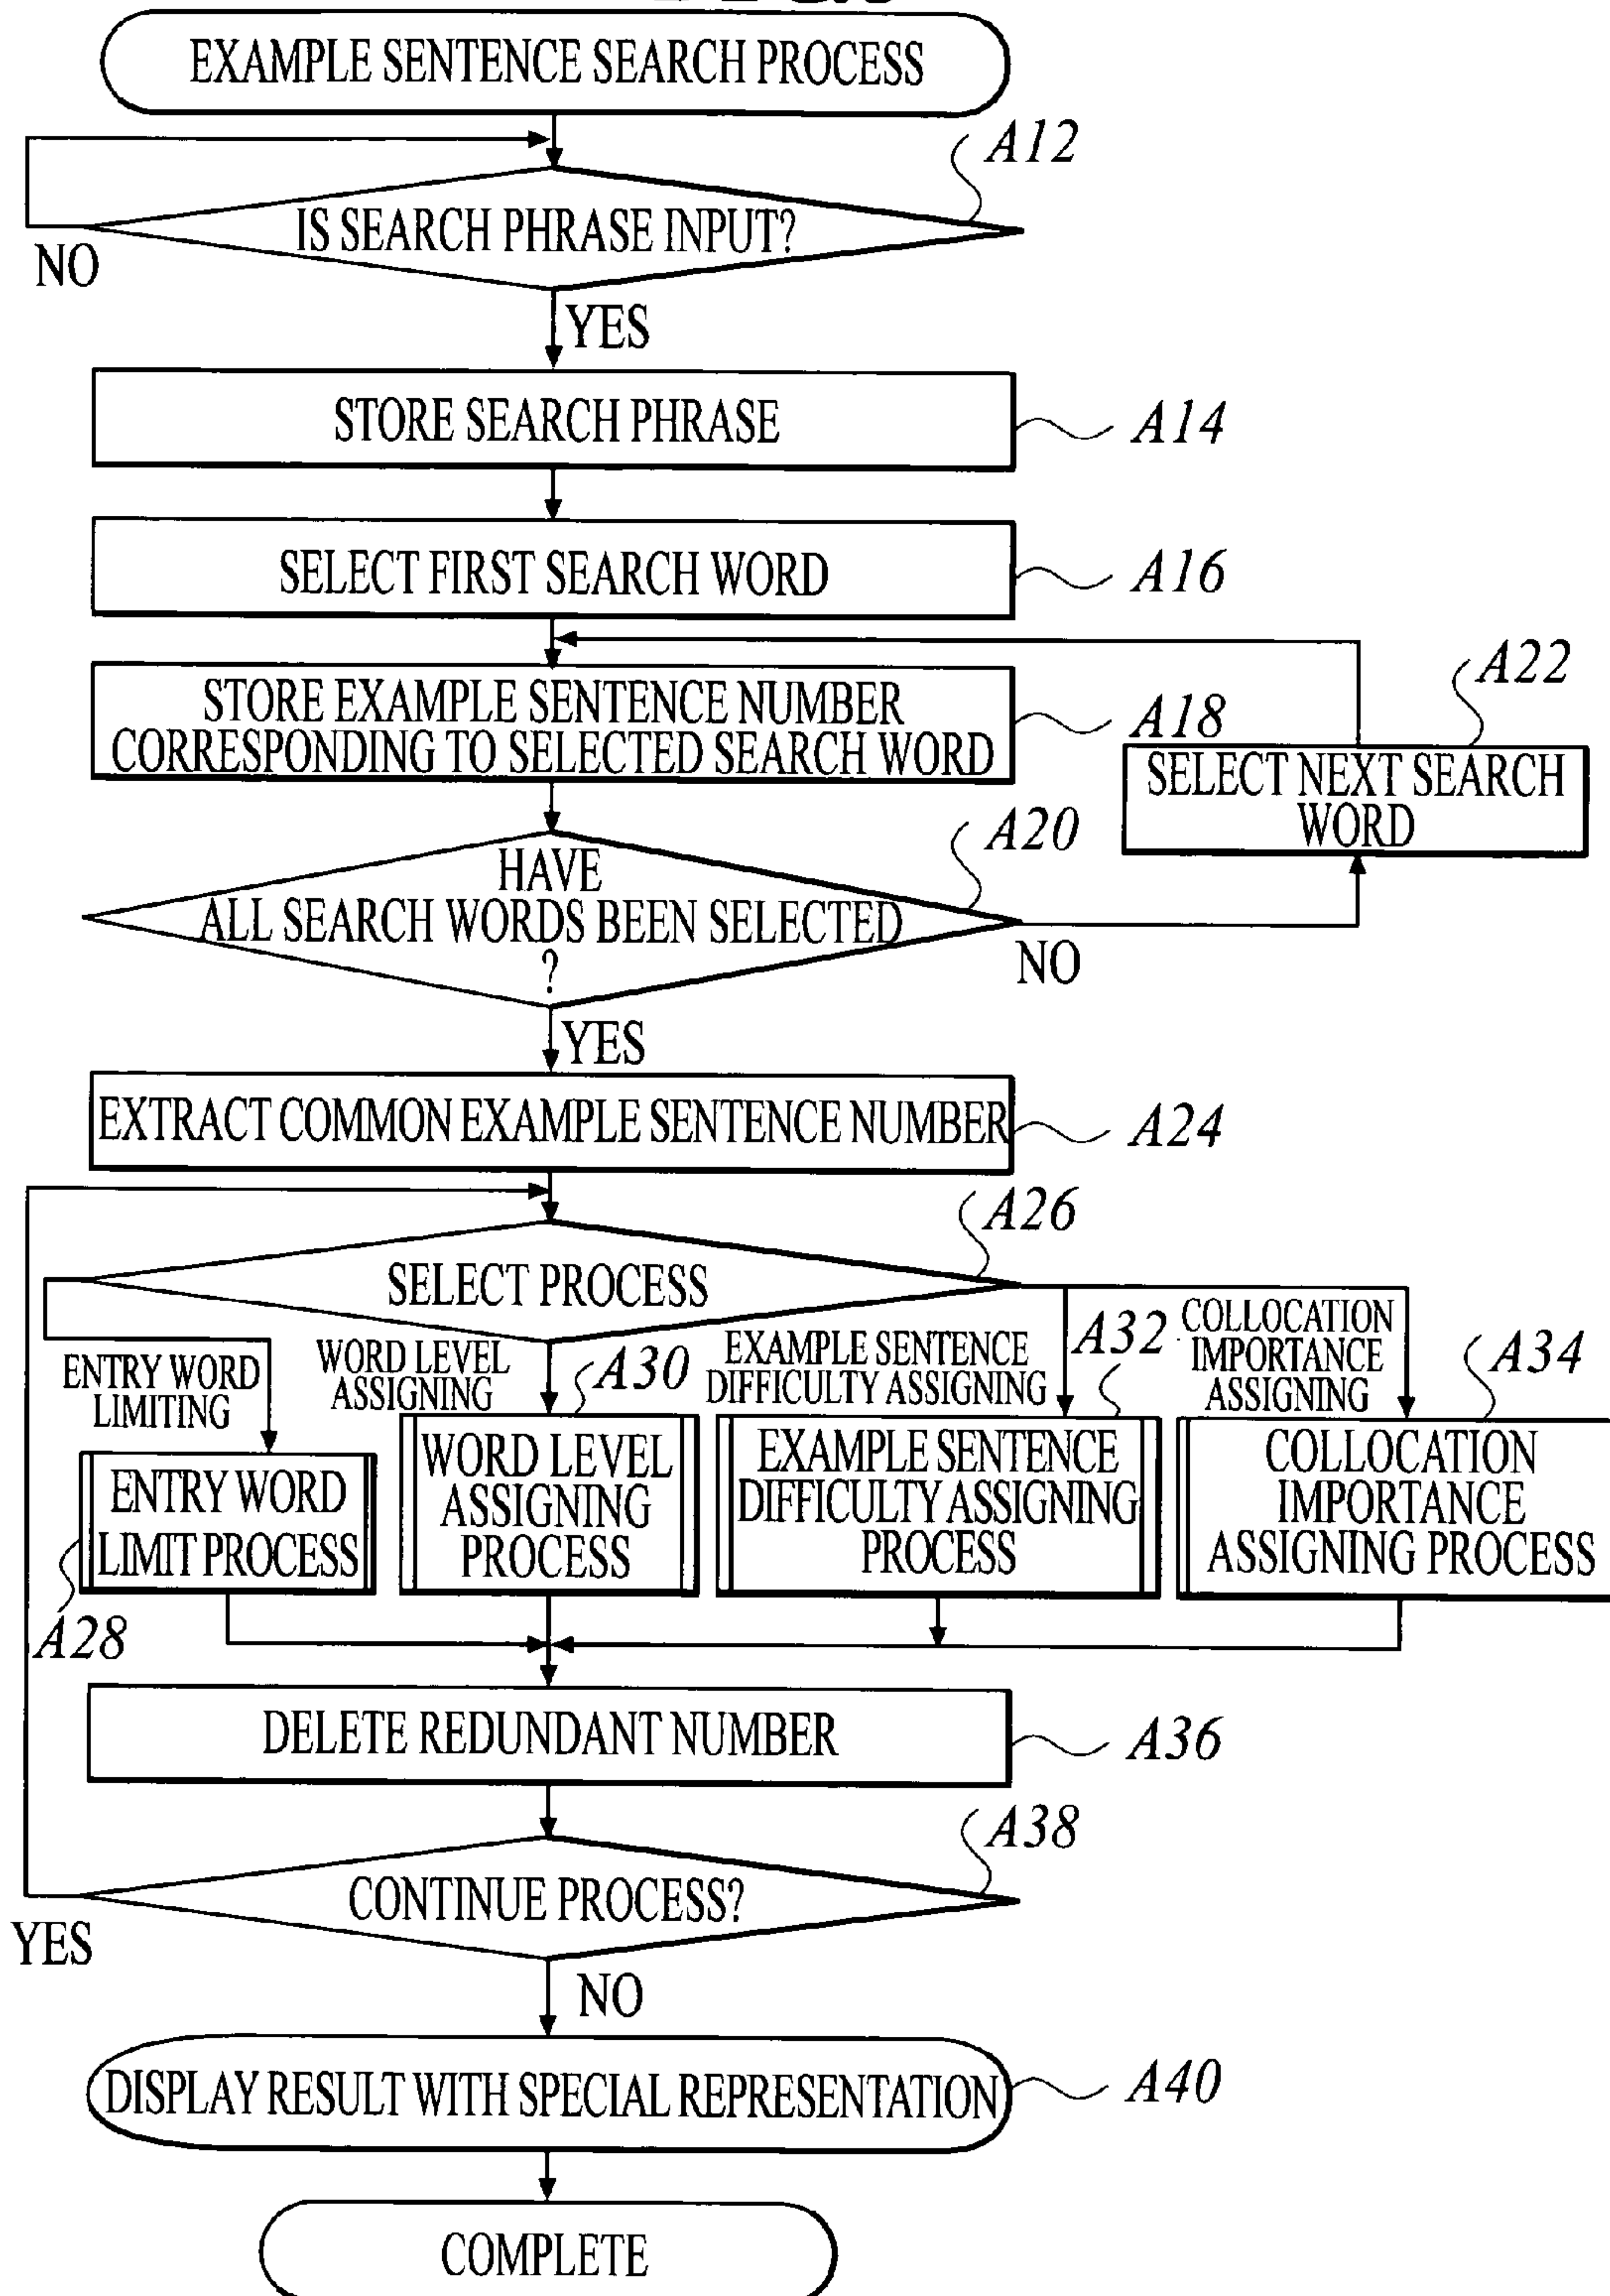 EXAMPLE SENTENCE SEARCH PROCESS
A12
IS SEARCH PHRASE INPUT?
NO
YES
STORE SEARCH PHRASE
A14
SELECT FIRST SEARCH WORD
A16
STORE EXAMPLE SENTENCE NUMBER
CORRESPONDING TO SELECTED SEARCH WORD
A18
A22
SELECT NEXT SEARCH
WORD
A20
HAVE
ALL SEARCH WORDS BEEN SELECTED
?
NO
YES
EXTRACT COMMON EXAMPLE SENTENCE NUMBER
A24
A26
SELECT PROCESS
ENTRY WORD
LIMITING
WORD LEVEL
ASSIGNING
A30
EXAMPLE SENTENCE
DIFFICULTY ASSIGNING
A32
COLLOCATION
IMPORTANCE
ASSIGNING
A34
ENTRY WORD
LIMIT PROCESS
WORD LEVEL
ASSIGNING
PROCESS
EXAMPLE SENTENCE
DIFFICULTY ASSIGNING
PROCESS
COLLOCATION
IMPORTANCE
ASSIGNING PROCESS
A28
DELETE REDUNDANT NUMBER
A36
A38
CONTINUE PROCESS?
YES
NO
DISPLAY RESULT WITH SPECIAL REPRESENTATION
A40
COMPLETE